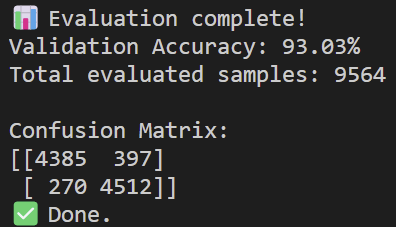 📊 Evaluation complete!
Validation Accuracy: 93.03%
Total evaluated samples: 9564
Confusion Matrix:
[[4385  397]
 [ 270 4512]]
✅ Done.